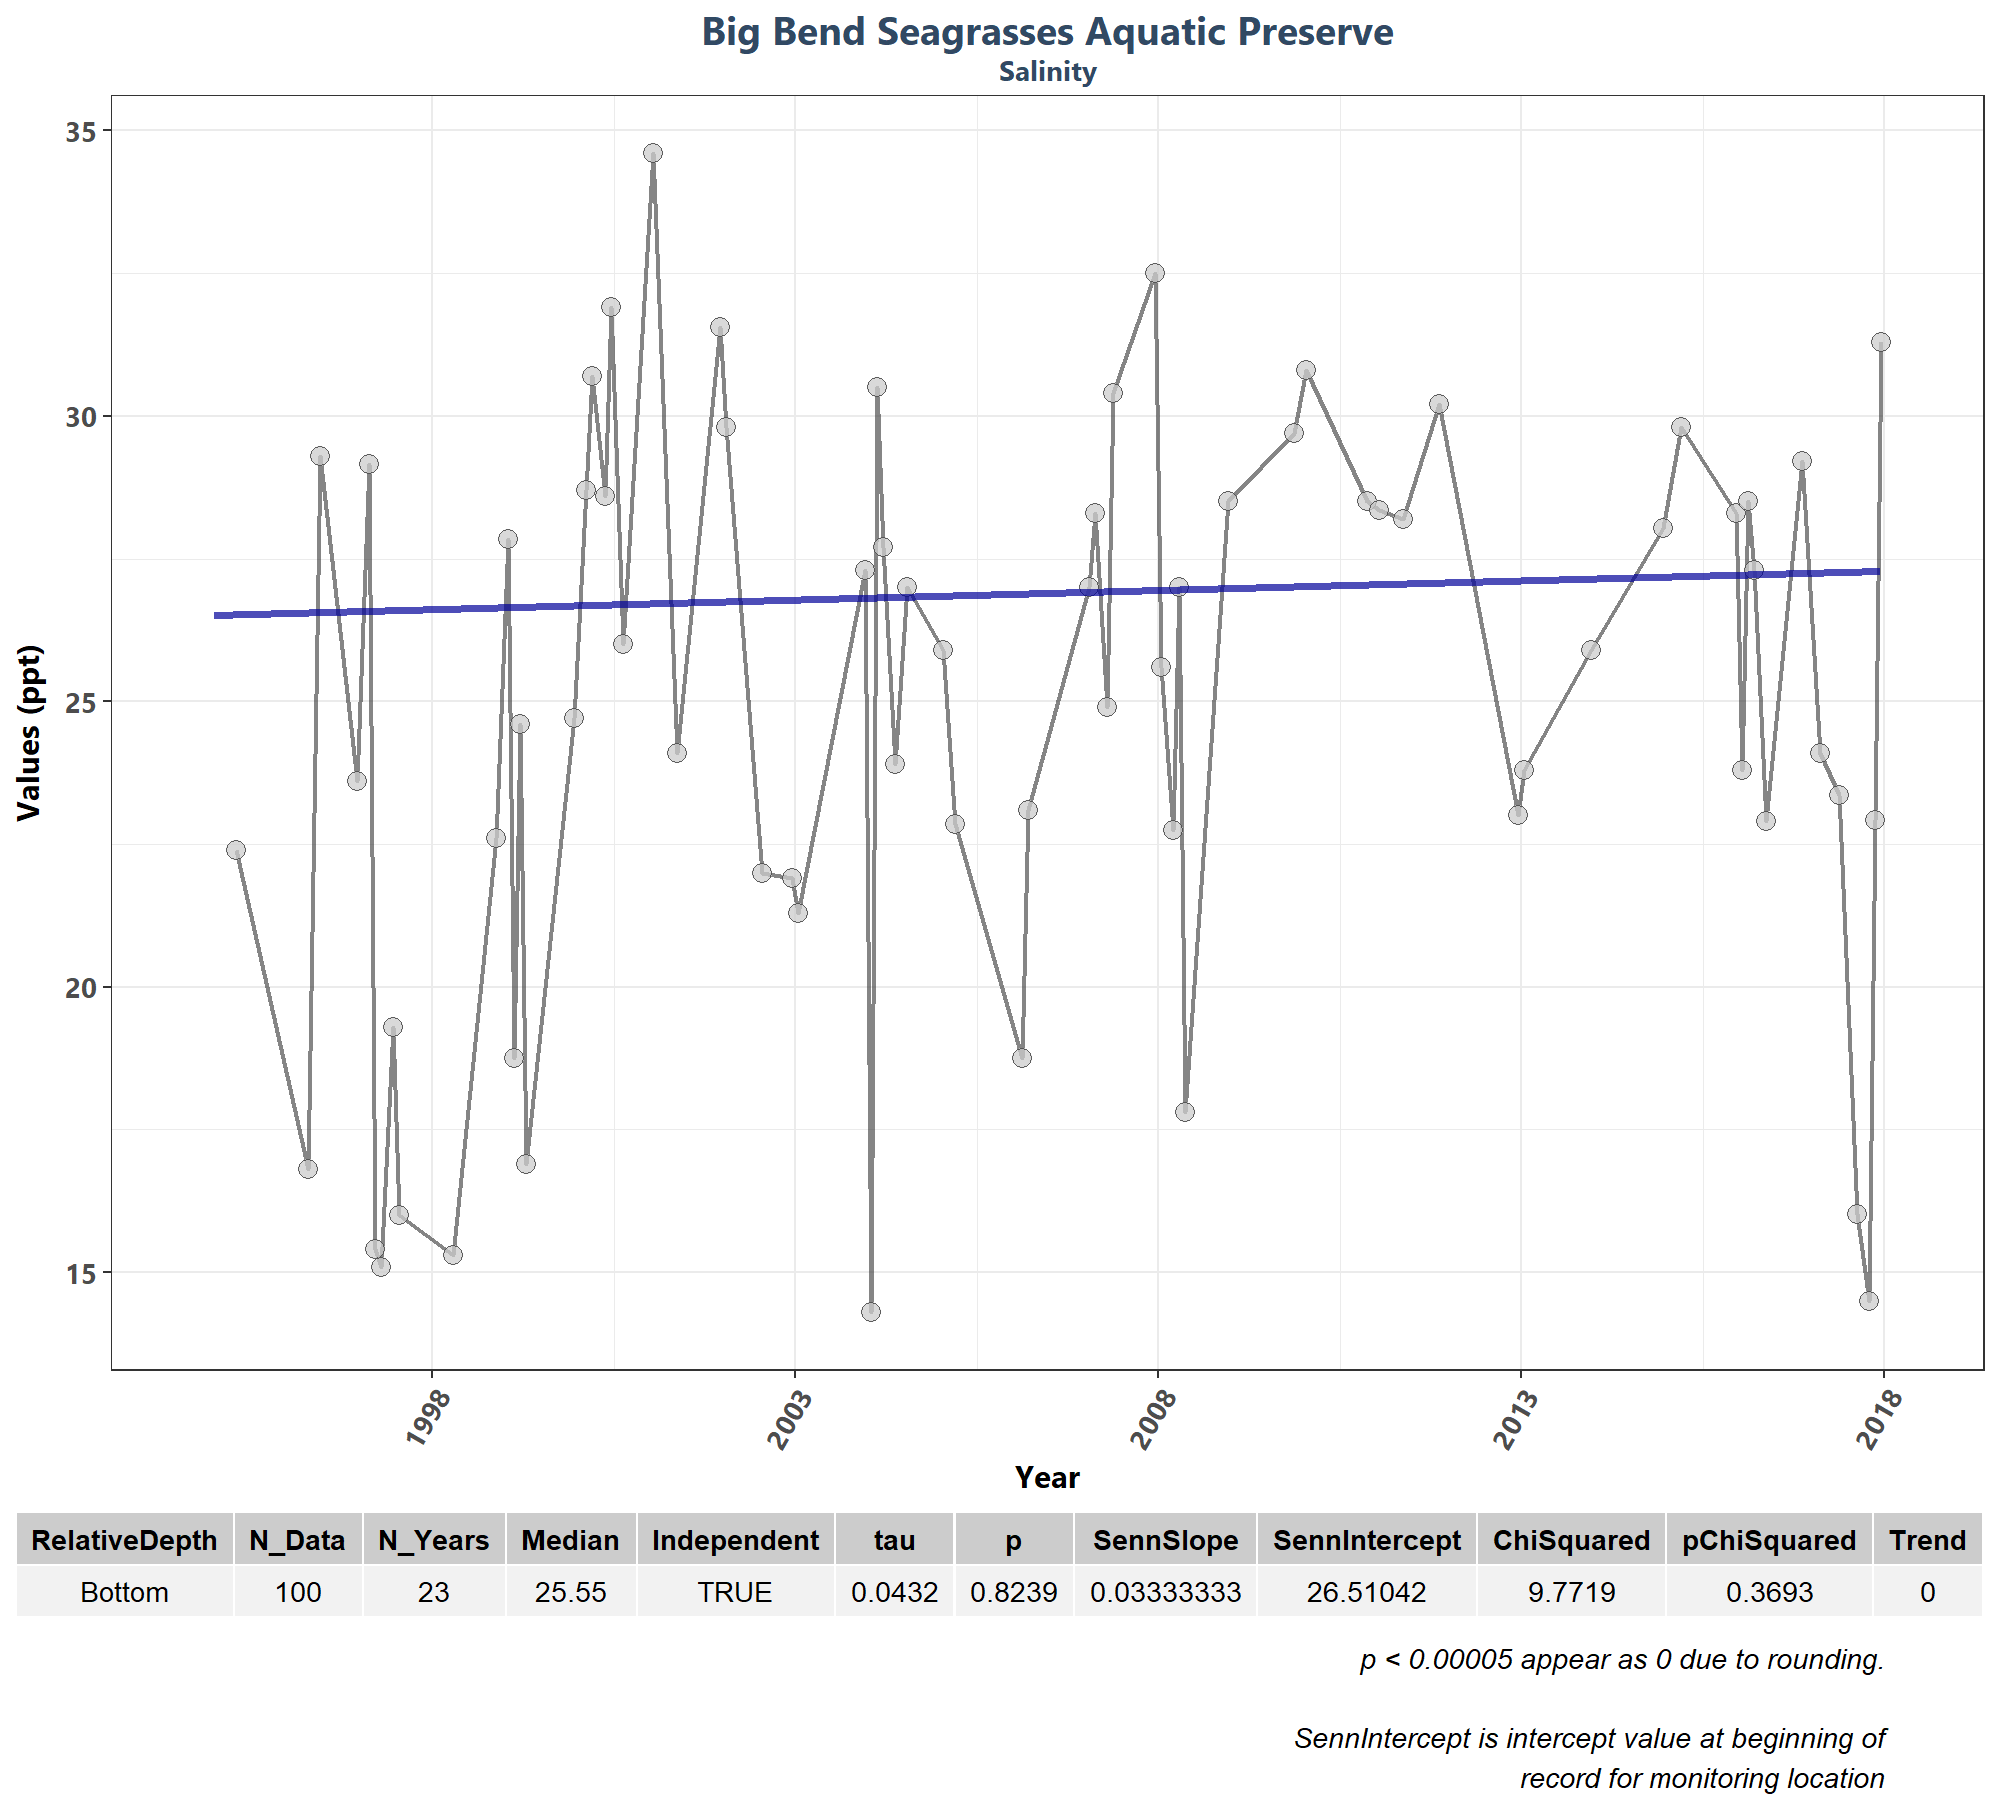 Big Bend Seagrasses Aquatic Preserve
Salinity
35
30
25
20
15
Values (ppt)
1998
2003
2008
2013
2018
Year
RelativeDepth N_Data N_Years Median Independent tau p SennSlope SennIntercept ChiSquared pChiSquared Trend
Bottom 100 23 25.55 TRUE 0.0432 0.8239 0.03333333 26.51042 9.7719 0.3693 0
p < 0.00005 appear as 0 due to rounding.
SennIntercept is intercept value at beginning of
record for monitoring location